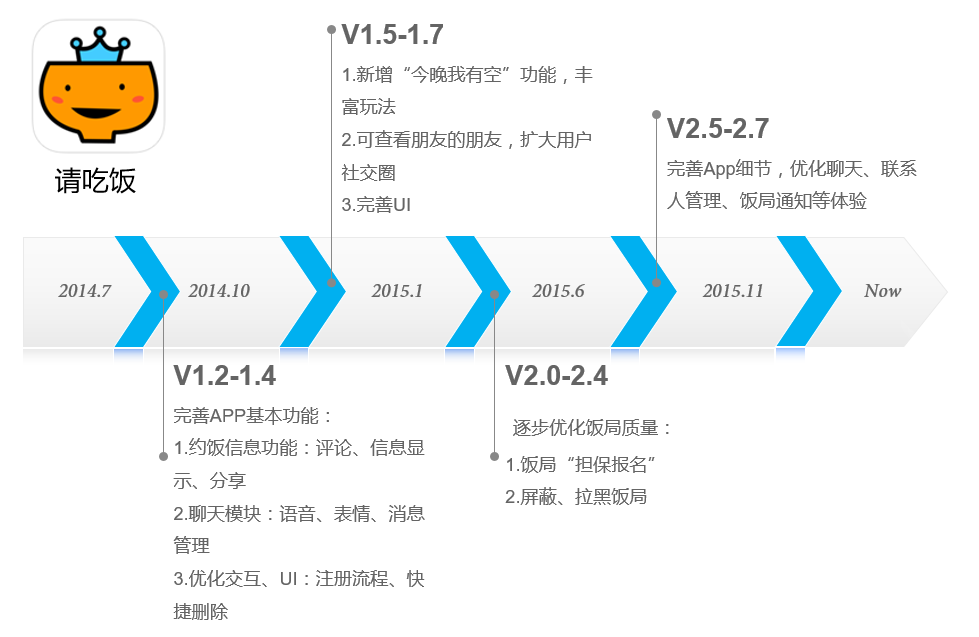 请吃饭
V1.5-1.7
1.新增“今晚我有空”功能，丰
富玩法
2.可查看朋友的朋友，扩大用户
社交圈
3.完善UI
V2.5-2.7
完善App细节，优化聊天、联系
人管理、饭局通知等体验
2014.7
2014.10
2015.1
2015.6
2015.11
Now
V1.2-1.4
完善APP基本功能：
1.约饭信息功能：评论、信息显
示、分享
2.聊天模块：语音、表情、消息
管理
3.优化交互、UI：注册流程、快
捷删除
V2.0-2.4
逐步优化饭局质量：
1.饭局“担保报名”
2.屏蔽、拉黑饭局